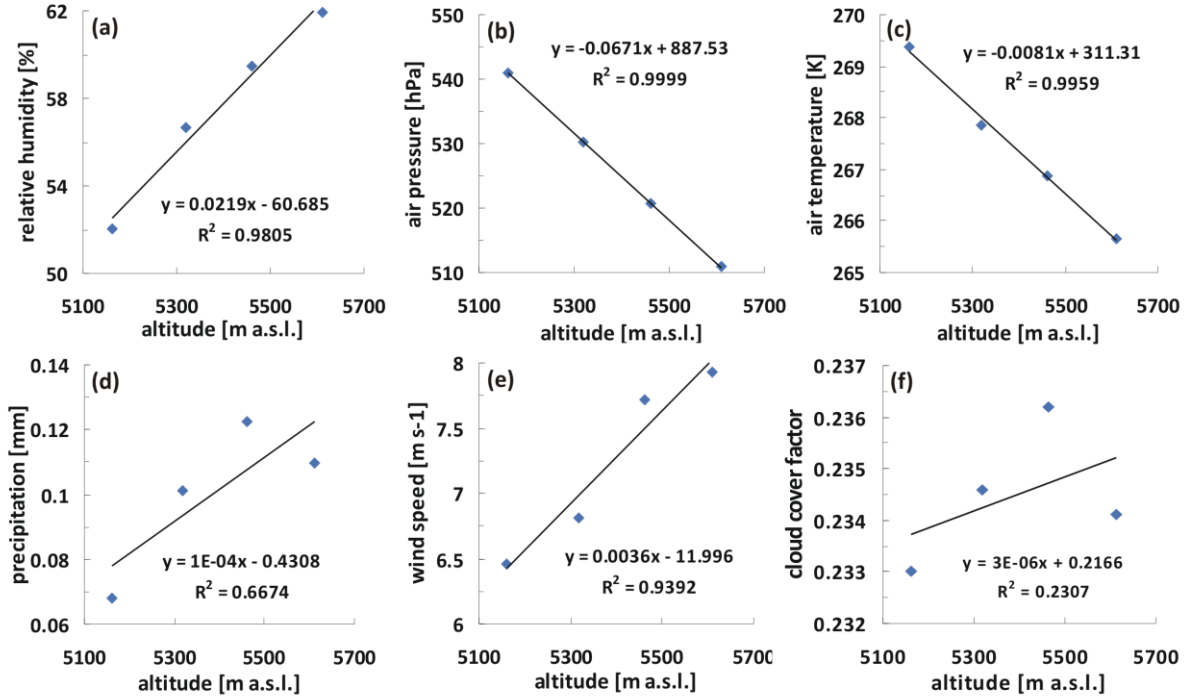 (a)
relative humidity [%]
62
58
54
50
y = 0.0219x - 60.685
R² = 0.9805
5100 5300 5500 5700
altitude [m a.s.l.]
(b)
air pressure [hPa]
550
540
530
520
510
y = -0.0671x + 887.53
R² = 0.9999
5100 5300 5500 5700
altitude [m a.s.l.]
(c)
air temperature [K]
270
269
268
267
266
265
y = -0.0081x + 311.31
R² = 0.9959
5100 5300 5500 5700
altitude [m a.s.l.]
(d)
precipitation [mm]
0.14
0.12
0.1
0.08
0.06
y = 1E-04x - 0.4308
R² = 0.6674
5100 5300 5500 5700
altitude [m a.s.l.]
(e)
wind speed [m s-1]
8
7.5
7
6.5
6
y = 0.0036x - 11.996
R² = 0.9392
5100 5300 5500 5700
altitude [m a.s.l.]
(f)
cloud cover factor
0.237
0.236
0.235
0.234
0.233
0.232
y = 3E-06x + 0.2166
R² = 0.2307
5100 5300 5500 5700
altitude [m a.s.l.]